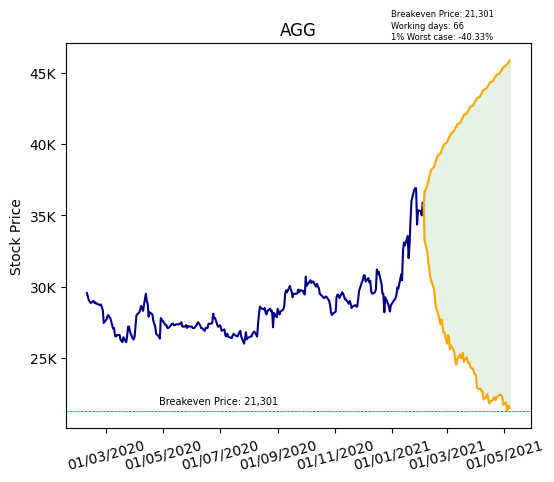 Breakeven Price: 21,301
Working days: 66
1% Worst case: -40.33%
AGG
Stock Price
45K
40K
35K
30K
25K
Breakeven Price: 21,301
01/03/2020
01/05/2020
01/07/2020
01/09/2020
01/11/2020
01/01/2021
01/03/2021
01/05/2021